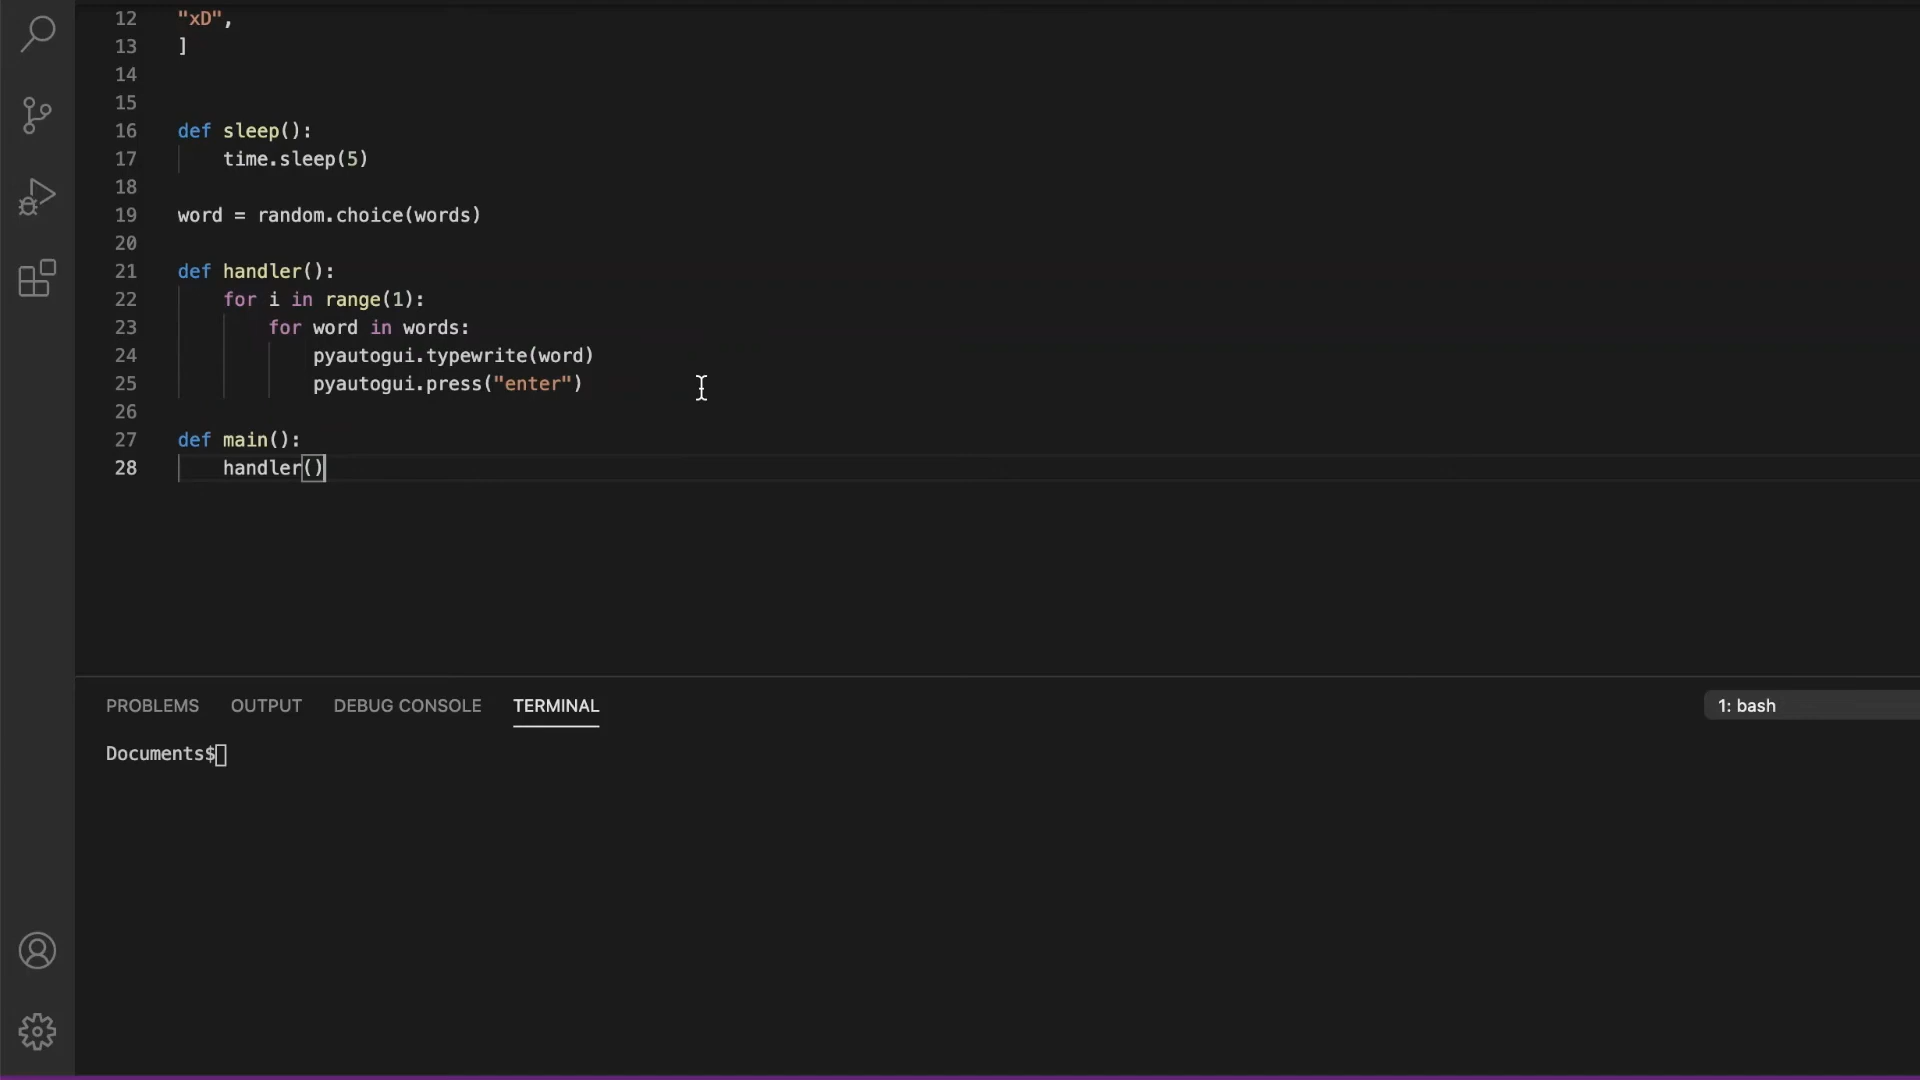 12 "xD",
13 ]
14
15
16 def sleep():
17     time.sleep(5)
18
19 word = random.choice(words)
20
21 def handler():
22     for i in range(1):
23         for word in words:
24             pyautogui.typewrite(word)
25             pyautogui.press("enter")
26
27 def main():
28     handler()
PROBLEMS OUTPUT DEBUG CONSOLE TERMINAL 1: bash
Documents$